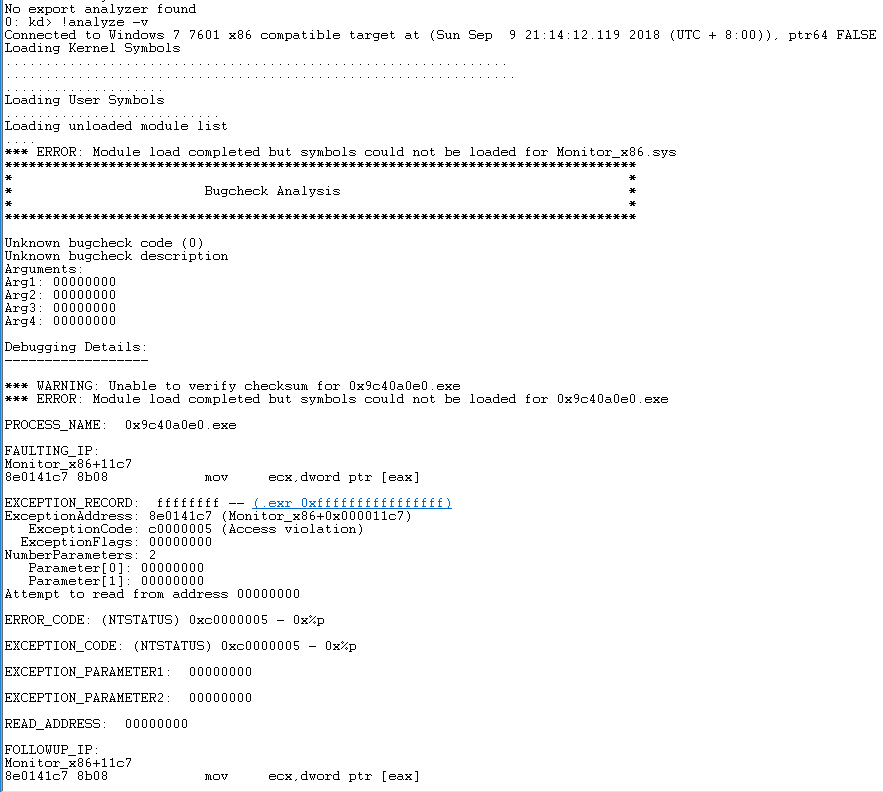 No export analyzer found
0: kd> !analyze -v
Connected to Windows 7 7601 x86 compatible target at (Sun Sep  9 21:14:12.119 2018 (UTC + 8:00)), ptr64 FALSE
Loading Kernel Symbols
...............................................................
................................................................
....................
Loading User Symbols
...........................
Loading unloaded module list
....
*** ERROR: Module load completed but symbols could not be loaded for Monitor_x86.sys
*******************************************************************************
*                                                                             *
*                        Bugcheck Analysis                                    *
*                                                                             *
*******************************************************************************
Unknown bugcheck code (0)
Unknown bugcheck description
Arguments:
Arg1: 00000000
Arg2: 00000000
Arg3: 00000000
Arg4: 00000000
Debugging Details:
------------------
*** WARNING: Unable to verify checksum for 0x9c40a0e0.exe
*** ERROR: Module load completed but symbols could not be loaded for 0x9c40a0e0.exe
PROCESS_NAME:  0x9c40a0e0.exe
FAULTING_IP:
Monitor_x86+11c7
8e0141c7 8b08            mov     ecx,dword ptr [eax]
EXCEPTION_RECORD:  ffffffff -- (.exr 0xffffffffffffffff)
ExceptionAddress: 8e0141c7 (Monitor_x86+0x000011c7)
   ExceptionCode: c0000005 (Access violation)
  ExceptionFlags: 00000000
NumberParameters: 2
   Parameter[0]: 00000000
   Parameter[1]: 00000000
Attempt to read from address 00000000
ERROR_CODE: (NTSTATUS) 0xc0000005 - 0x%p
EXCEPTION_CODE: (NTSTATUS) 0xc0000005 - 0x%p
EXCEPTION_PARAMETER1:  00000000
EXCEPTION_PARAMETER2:  00000000
READ_ADDRESS:  00000000
FOLLOWUP_IP:
Monitor_x86+11c7
8e0141c7 8b08            mov     ecx,dword ptr [eax]